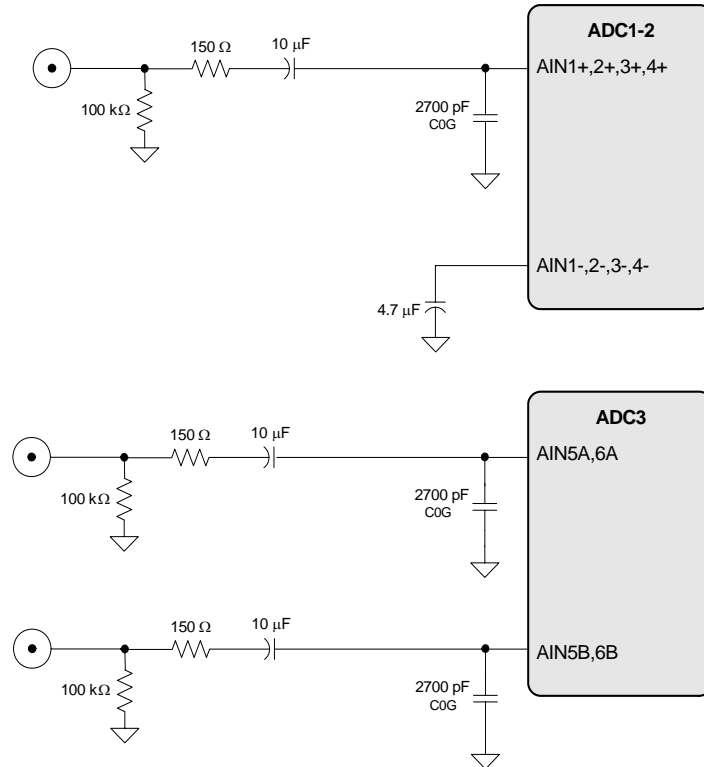 ADC1-2
150 Ω
10 µF
AIN1+,2+,3+,4+
100 kΩ
2700 pF
C0G
AIN1-,2-,3-,4-
4.7 µF
ADC3
150 Ω
10 µF
AIN5A,6A
100 kΩ
2700 pF
C0G
150 Ω
10 µF
AIN5B,6B
100 kΩ
2700 pF
C0G